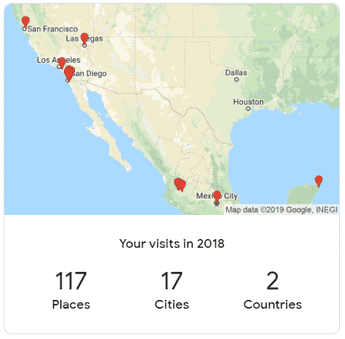 San Francisco
Las Vegas
Los Angeles
San Diego
Dallas
Houston
Mexico City
Map data ©2019 Google, INEGI
Your visits in 2018
117 17 2
Places Cities Countries